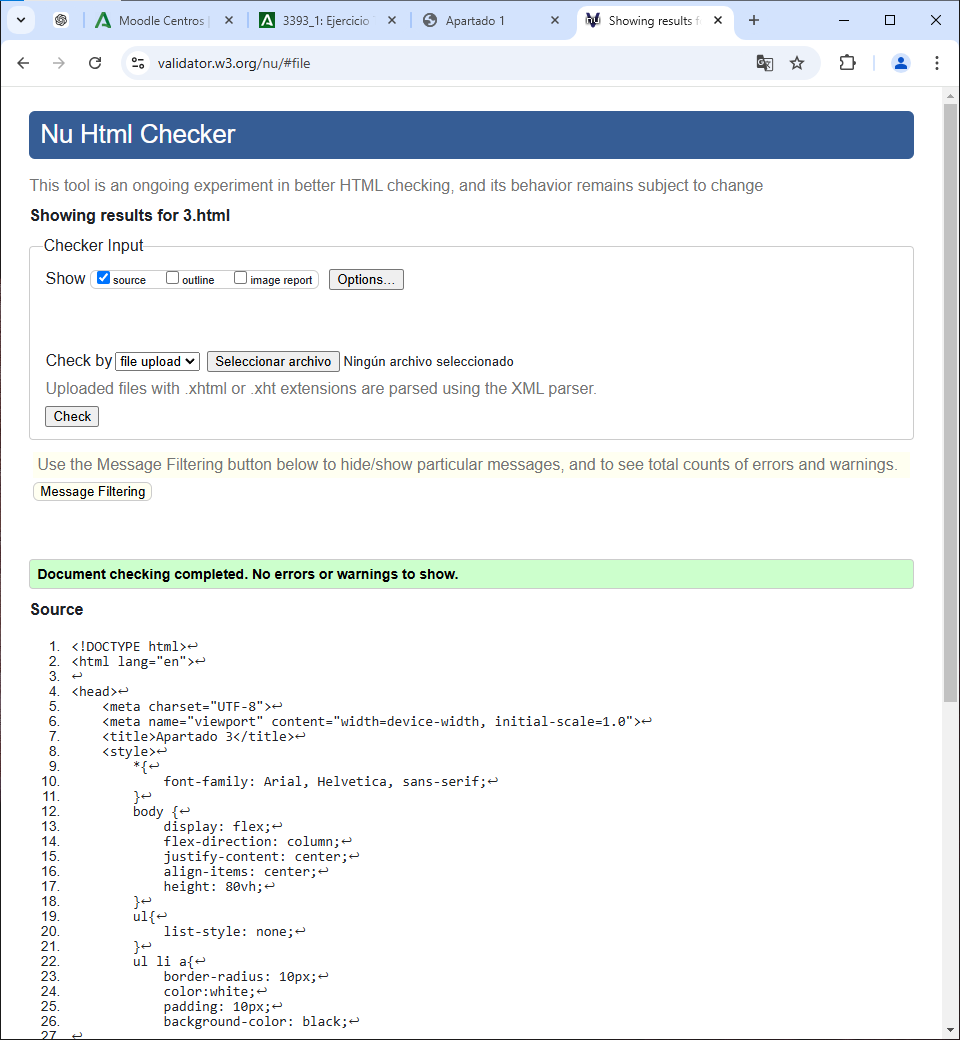 Moodle Centros
3393_1: Ejercicio
Apartado 1
Showing results f
validator.w3.org/nu/#file
Nu Html Checker
This tool is an ongoing experiment in better HTML checking, and its behavior remains subject to change
Showing results for 3.html
Checker Input
Show source outline image report Options...
Check by file upload Seleccionar archivo Ningún archivo seleccionado
Uploaded files with .xhtml or .xht extensions are parsed using the XML parser.
Check
Use the Message Filtering button below to hide/show particular messages, and to see total counts of errors and warnings.
Message Filtering
Document checking completed. No errors or warnings to show.
Source
1. <!DOCTYPE html>↩
2. <html lang="en">↩
3. ↩
4. <head>↩
5.     <meta charset="UTF-8">↩
6.     <meta name="viewport" content="width=device-width, initial-scale=1.0">↩
7.     <title>Apartado 3</title>↩
8.     <style>↩
9.         *{↩
10.             font-family: Arial, Helvetica, sans-serif;↩
11.         }↩
12.         body {↩
13.             display: flex;↩
14.             flex-direction: column;↩
15.             justify-content: center;↩
16.             align-items: center;↩
17.             height: 80vh;↩
18.         }↩
19.         ul{↩
20.             list-style: none;↩
21.         }↩
22.         ul li a{↩
23.             border-radius: 10px;↩
24.             color:white;↩
25.             padding: 10px;↩
26.             background-color: black;↩
27. ↩